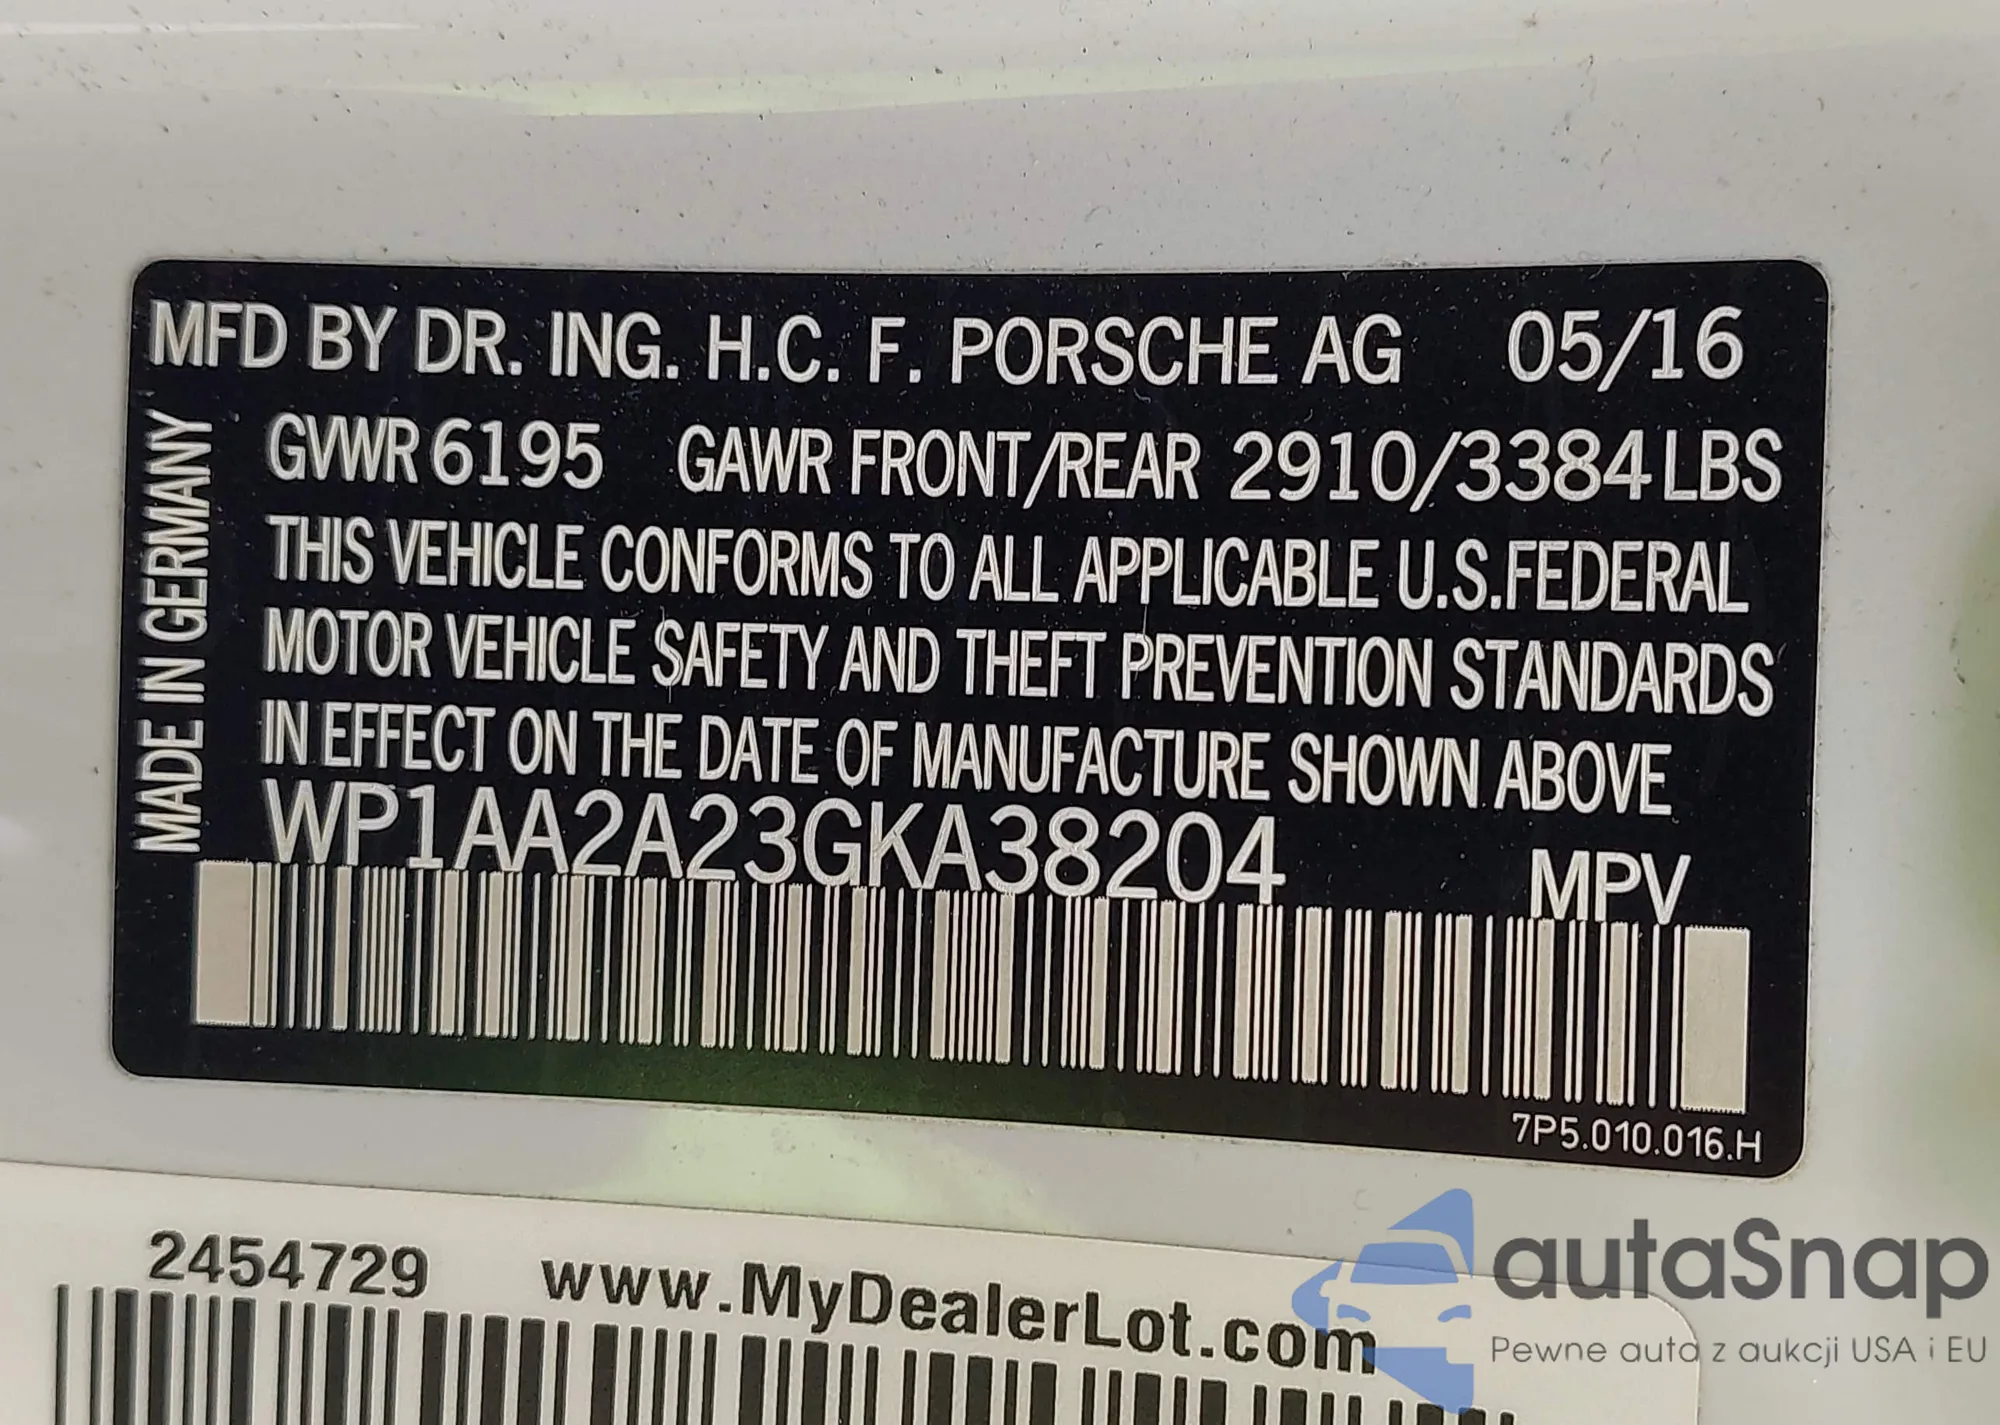 MFD BY DR. ING. H.C. F. PORSCHE AG 05/16
GVWR 6195 GAWR FRONT/REAR 2910/3384 LBS
THIS VEHICLE CONFORMS TO ALL APPLICABLE U.S.FEDERAL
MOTOR VEHICLE SAFETY AND THEFT PREVENTION STANDARDS
IN EFFECT ON THE DATE OF MANUFACTURE SHOWN ABOVE
WP1AA2A23GKA38204 MPV
MADE IN GERMANY
7P5.010.016.H
2454729 www.MyDealerLot.com
autaSnap
Pewne auta z aukcji USA i EU